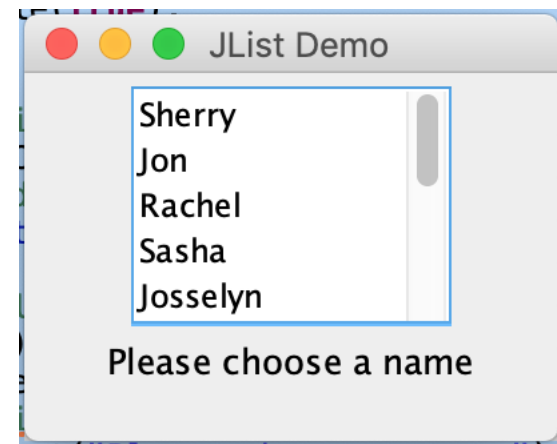 JList Demo
Sherry
Jon
Rachel
Sasha
Josselyn
Please choose a name